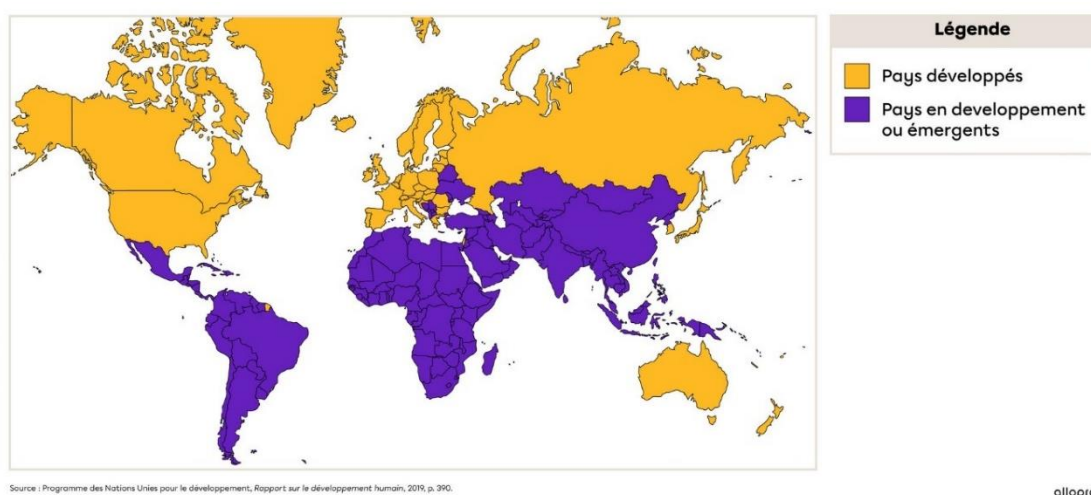 Légende
Pays développés
Pays en developpement
ou émergents
Source : Programme des Nations Unies pour le développement, Rapport sur le développement humain, 2019, p. 390.